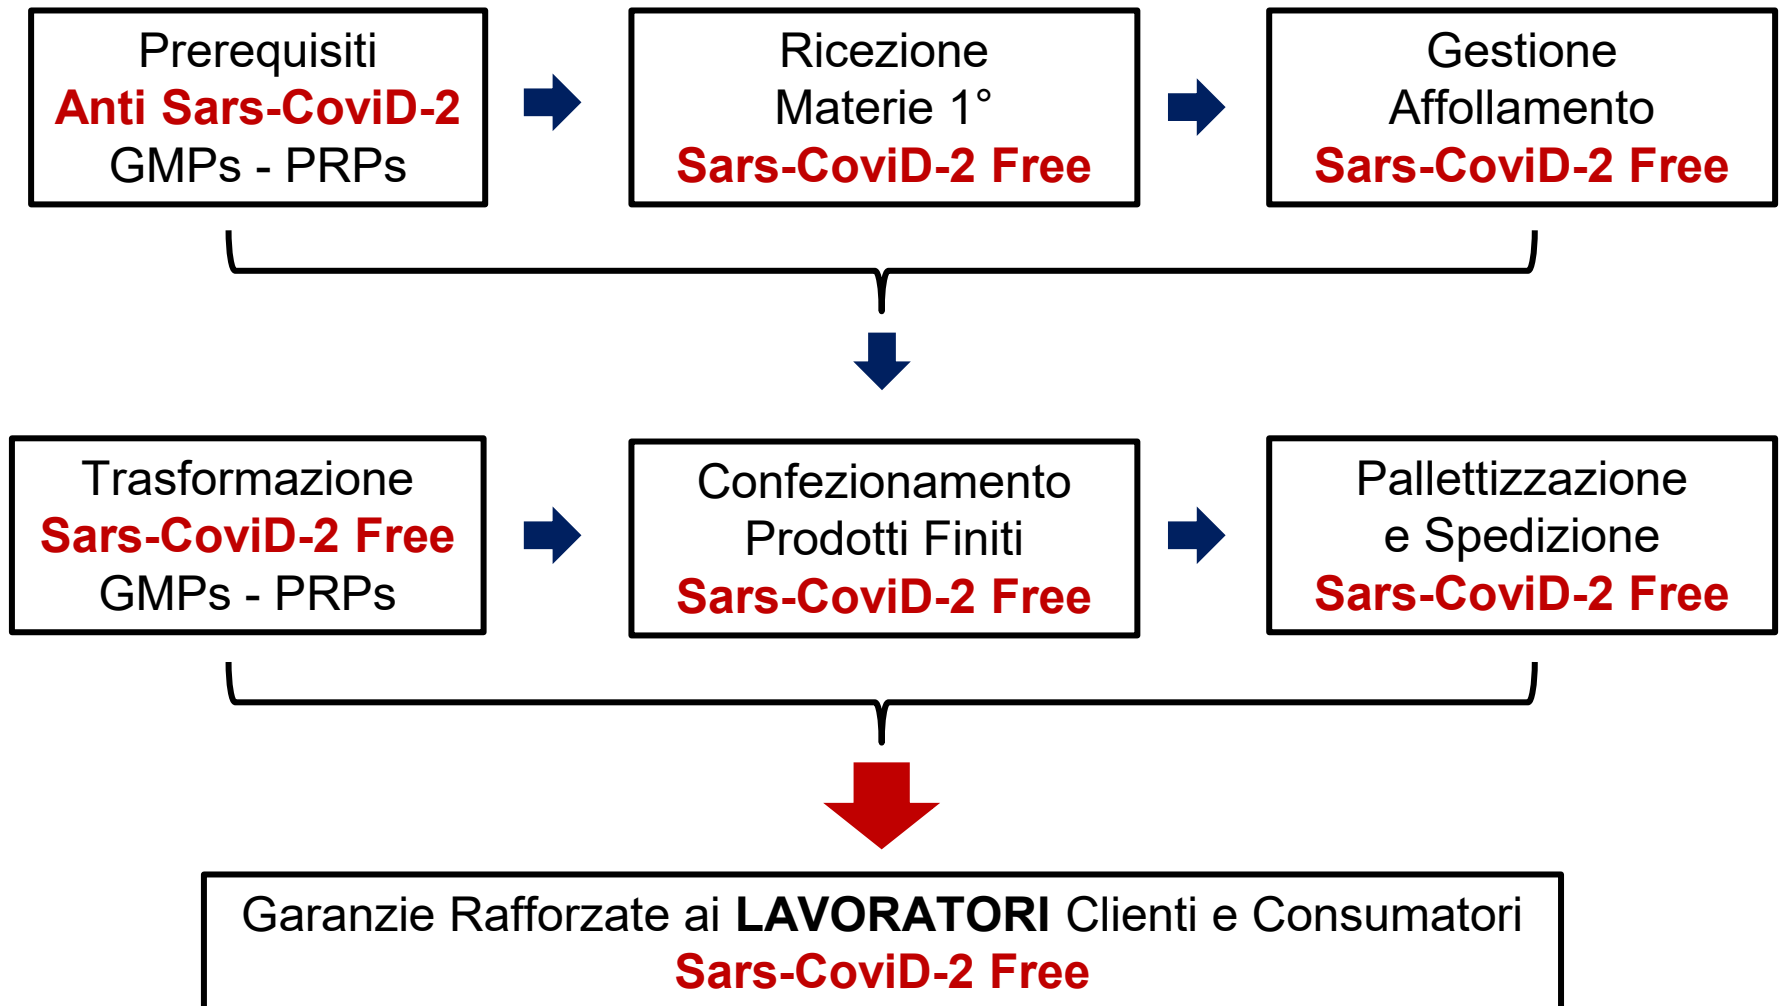 Prerequisiti
Anti Sars-CoviD-2
GMPs - PRPs
Ricezione
Materie 1°
Sars-CoviD-2 Free
Gestione
Affollamento
Sars-CoviD-2 Free
Trasformazione
Sars-CoviD-2 Free
GMPs - PRPs
Confezionamento
Prodotti Finiti
Sars-CoviD-2 Free
Pallettizzazione
e Spedizione
Sars-CoviD-2 Free
Garanzie Rafforzate ai LAVORATORI Clienti e Consumatori
Sars-CoviD-2 Free